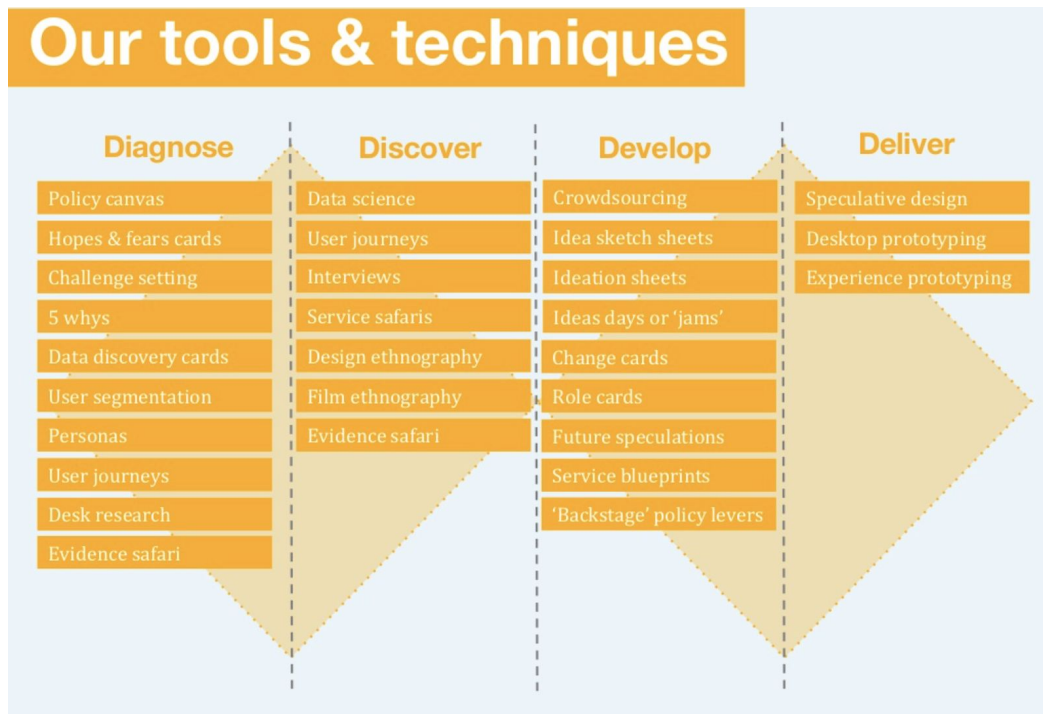 Our tools & techniques
Diagnose
Policy canvas
Hopes & fears cards
Challenge setting
5 whys
Data discovery cards
User segmentation
Personas
User journeys
Desk research
Evidence safari
Discover
Data science
User journeys
Interviews
Service safaris
Design ethnography
Film ethnography
Evidence safari
Develop
Crowdsourcing
Idea sketch sheets
Ideation sheets
Ideas days or ‘jams’
Change cards
Role cards
Future speculations
Service blueprints
‘Backstage’ policy levers
Deliver
Speculative design
Desktop prototyping
Experience prototyping